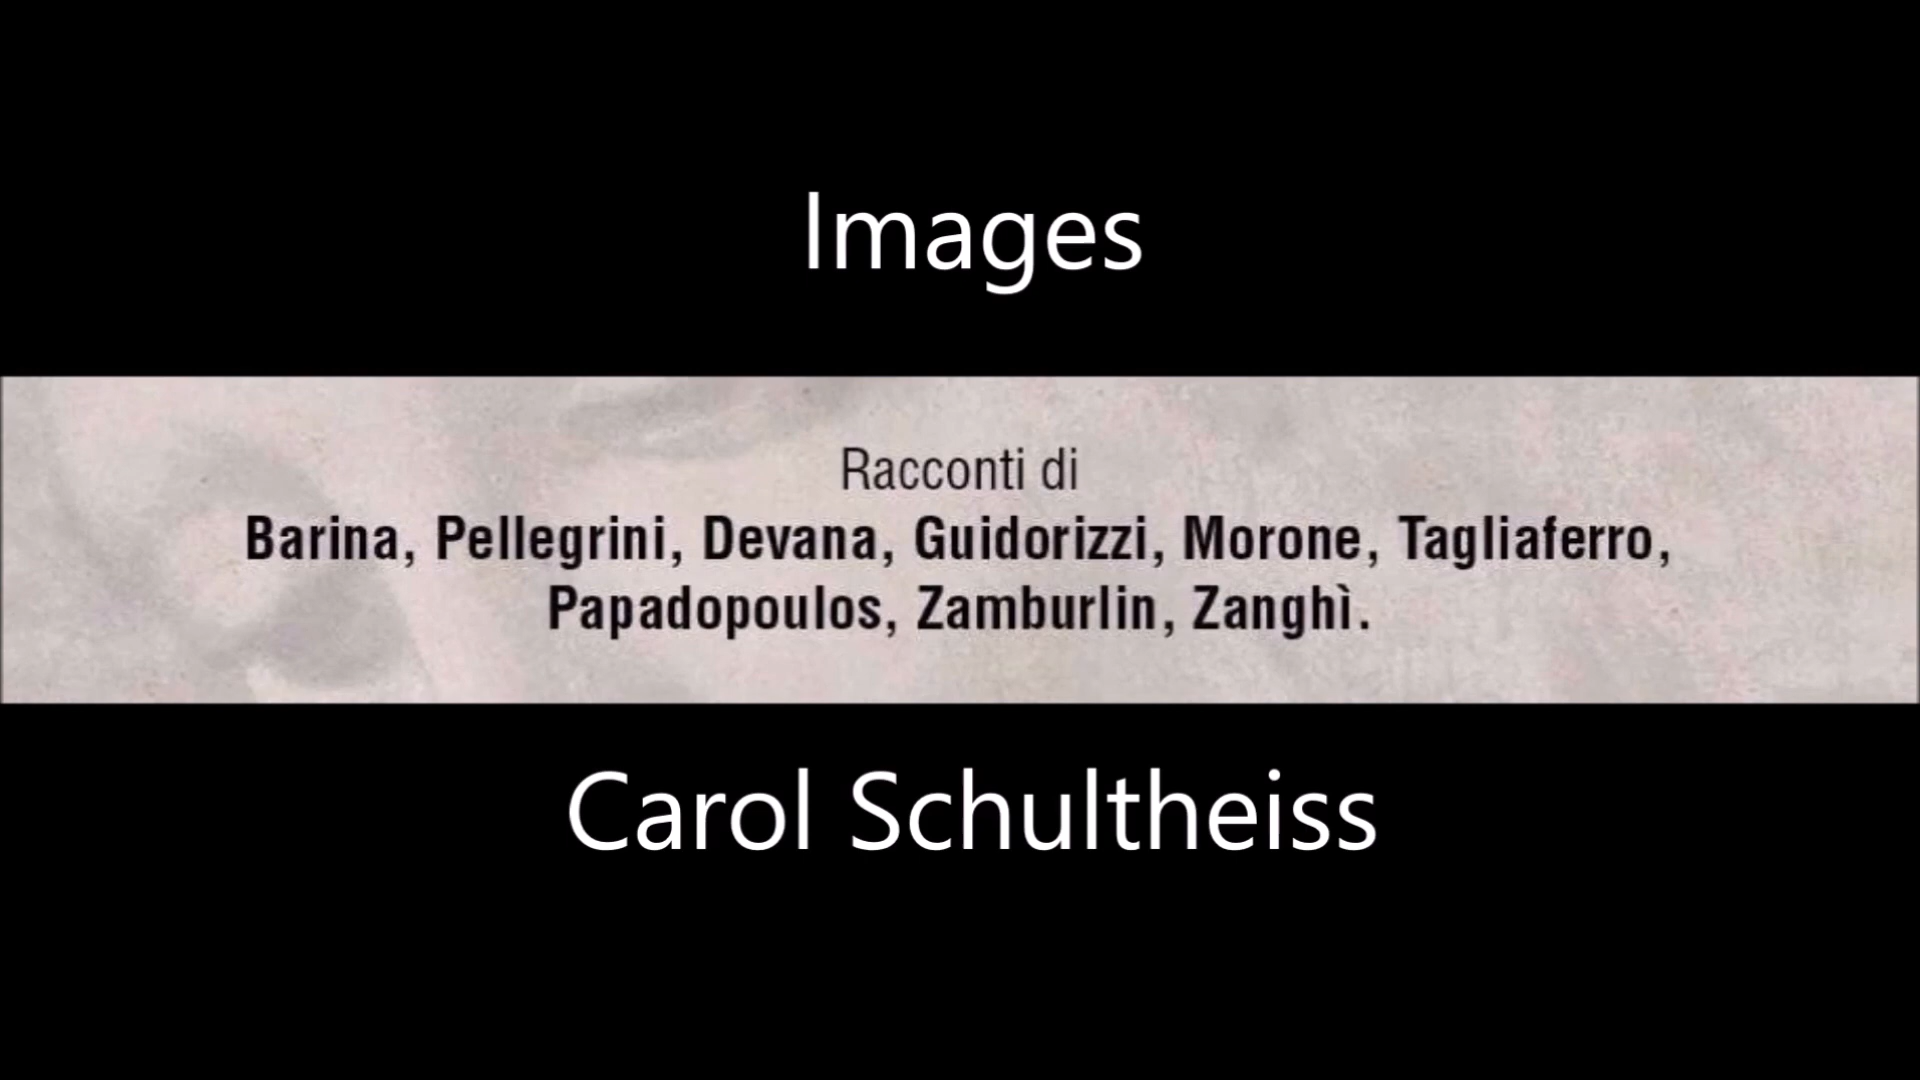 Images
Racconti di
Barina, Pellegrini, Devana, Guidorizzi, Morone, Tagliaferro,
Papadopoulos, Zamburlin, Zanghì.
Carol Schultheiss